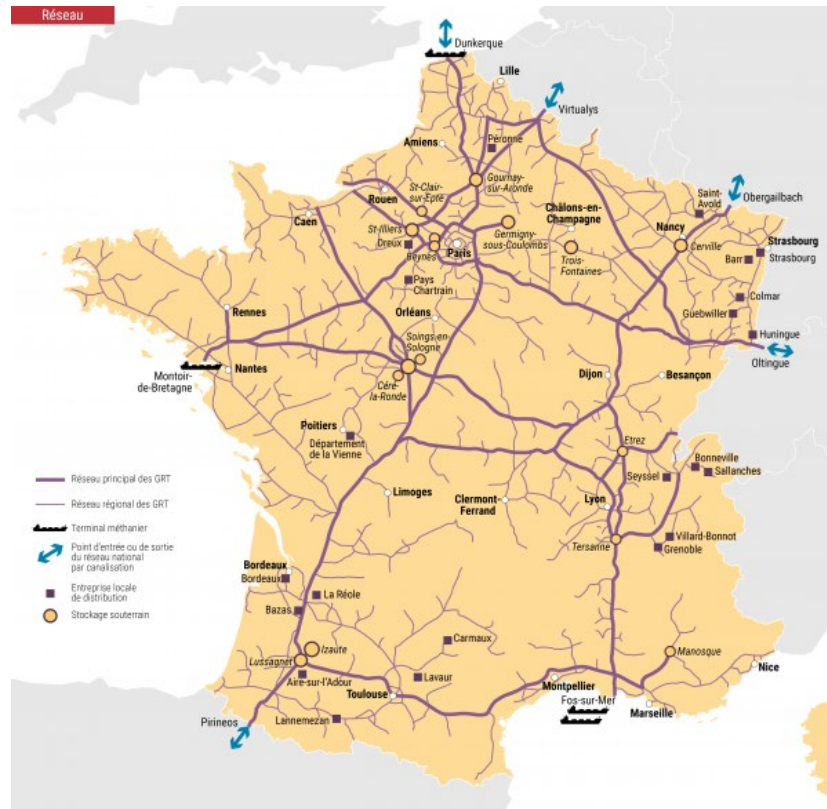 Réseau
Dunkerque
Lille
Virtualys
Amiens
Péronne
Gournay-
sur-Aronde
St-Clair-
sur-Epte
Rouen
Caen
St-Illiers
Dreux
Beynes
Paris
Germigny-
sous-Coulombs
Châlons-en-
Champagne
Trois-
Fontaines
Saint-
Avold
Obergailbach
Nancy
Cerville
Strasbourg
Strasbourg
Barr
Colmar
Guebwiller
Huningue
Oltingue
Pays
Chartrain
Orléans
Rennes
Soings-en-
Sologne
Céré-
la-Ronde
Montoir-
de-Bretagne
Nantes
Dijon
Besançon
Poitiers
Département
de la Vienne
Etrez
Bonneville
Sallanches
Seyssel
Limoges
Clermont-
Ferrand
Lyon
Tersanne
Villard-Bonnot
Grenoble
Réseau principal des GRT
Réseau régional des GRT
Terminal méthanier
Point d'entrée ou de sortie
du réseau national
par canalisation
Entreprise locale
de distribution
Stockage souterrain
Bordeaux
Bordeaux
La Réole
Bazas
Izaute
Lussagnet
Aire-sur-l'Adour
Carmaux
Lavaur
Toulouse
Lannemezan
Pirineos
Manosque
Nice
Montpellier
Fos-sur-Mer
Marseille